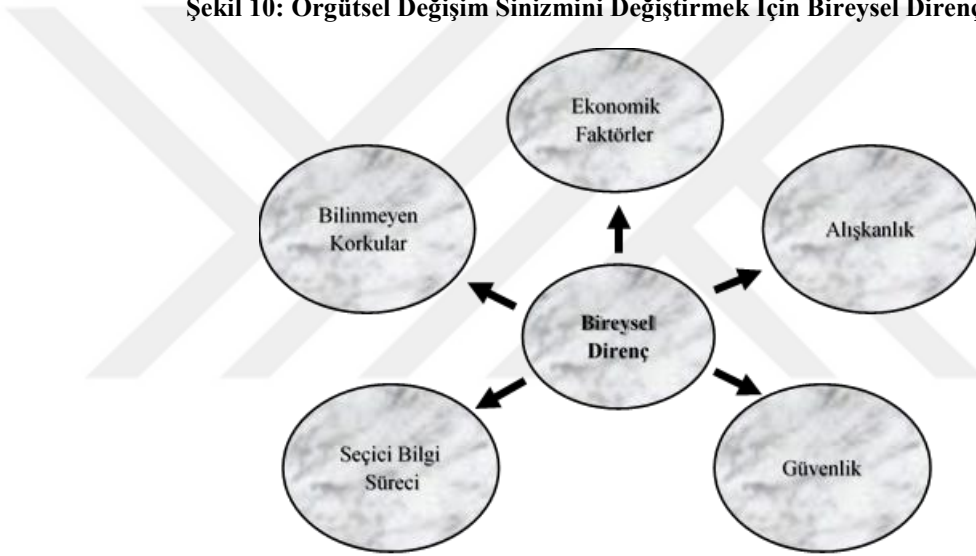 Şekil 10: Örgütsel Değişim Sinizmini Değiştirmek İçin Bireysel Direnç
Ekonomik
Faktörler
Bilinmeyen
Korkular
Alışkanlık
Bireysel
Direnç
Seçici Bilgi
Süreci
Güvenlik